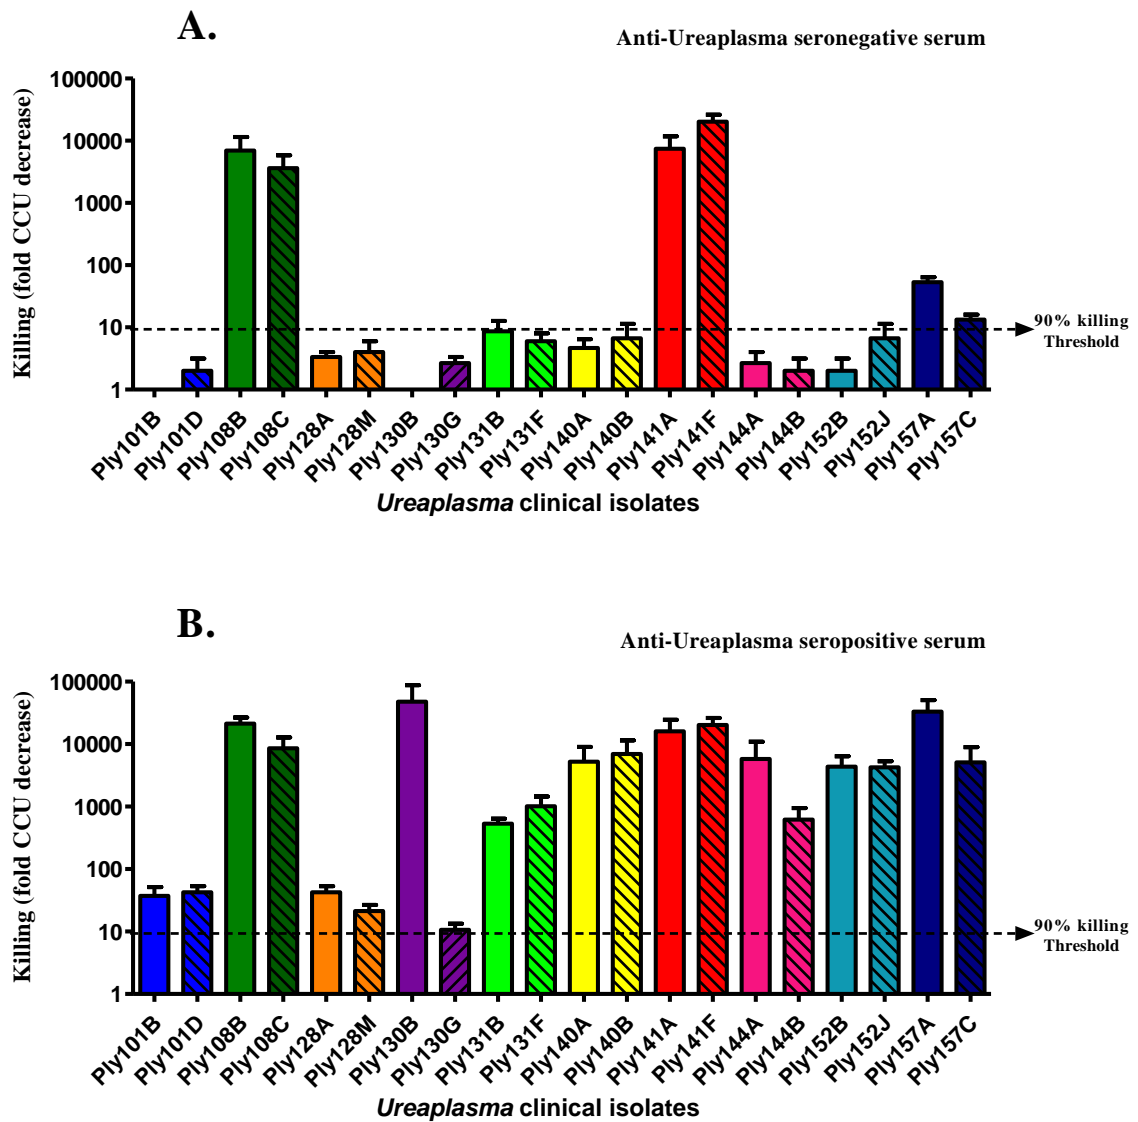 A.
Anti-Ureaplasma seronegative serum
Killing (fold CCU decrease)
100000
10000
1000
100
10
1
90% killing
Threshold
Ply101B
Ply101D
Ply108B
Ply108C
Ply128A
Ply128M
Ply130B
Ply130G
Ply131B
Ply131F
Ply140A
Ply140B
Ply141A
Ply141F
Ply144A
Ply144B
Ply152B
Ply152J
Ply157A
Ply157C
Ureaplasma clinical isolates
B.
Anti-Ureaplasma seropositive serum
Killing (fold CCU decrease)
100000
10000
1000
100
10
1
90% killing
Threshold
Ply101B
Ply101D
Ply108B
Ply108C
Ply128A
Ply128M
Ply130B
Ply130G
Ply131B
Ply131F
Ply140A
Ply140B
Ply141A
Ply141F
Ply144A
Ply144B
Ply152B
Ply152J
Ply157A
Ply157C
Ureaplasma clinical isolates